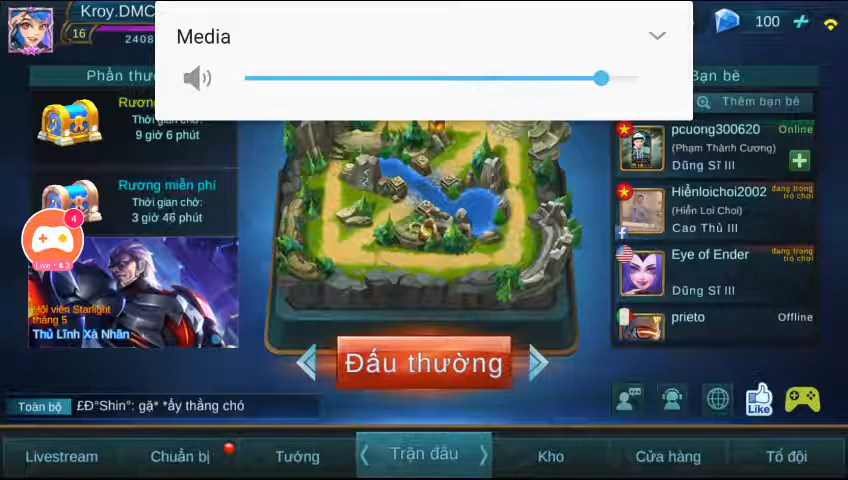 Kroy.DMC
16
2408
Media
100
Phần thư
Bạn bè
Thêm bạn bè
Rươn
Thời gian chờ:
9 giờ 6 phút
Rương miễn phí
Thời gian chờ:
3 giờ 46 phút
4
Live
Hội viên Starlight
tháng 5
Thủ Lĩnh Xà Nhân
pcuong300620
Online
(Phạm Thành Cương)
Dũng Sĩ III
Hiềnloichoi2002
đang trong
trò chơi
(Hiền Loi Choi)
Cao Thủ III
Eye of Ender
đang trong
trò chơi
Dũng Sĩ III
prieto
Offline
Đấu thường
Toàn bộ
£Đ°Shin°: gặ* *ấy thằng chó
Like
Livestream
Chuẩn bị
Tướng
Trận đấu
Kho
Cửa hàng
Tổ đội